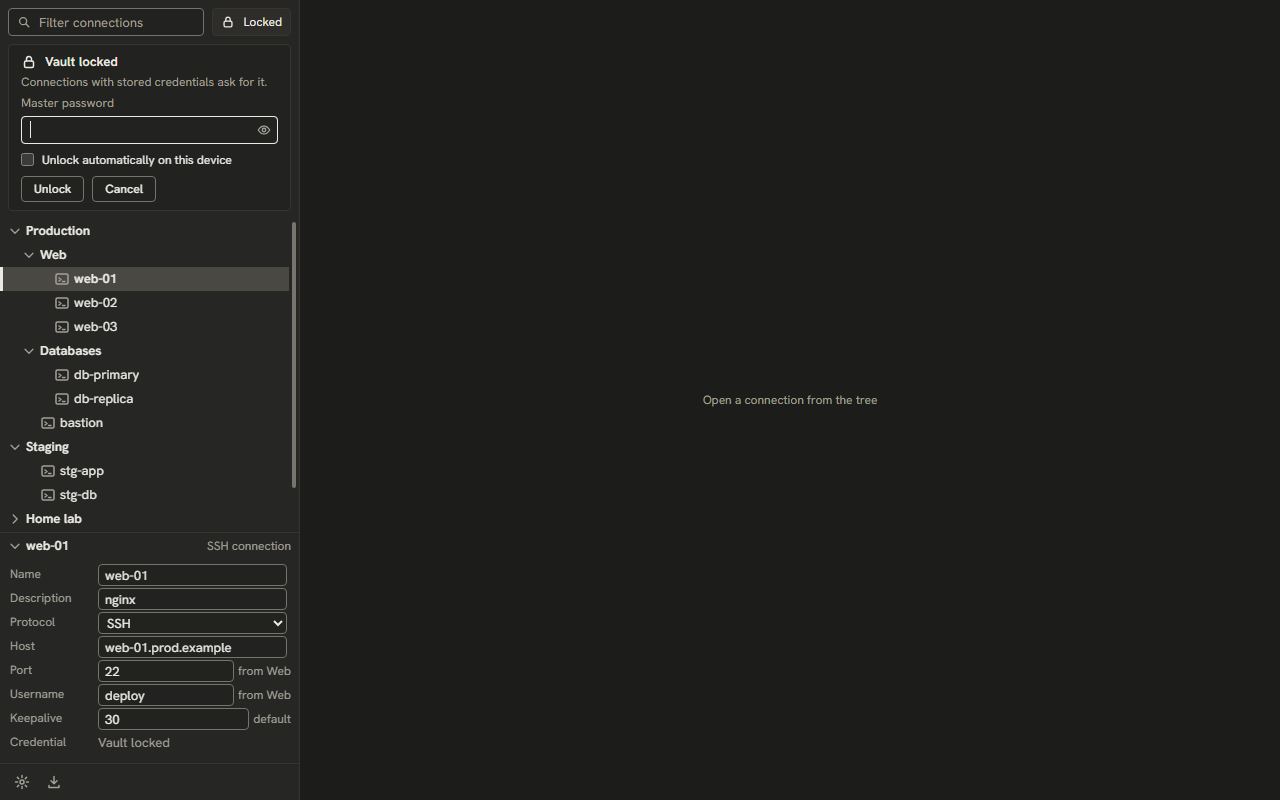 Filter connections
Locked
Vault locked
Connections with stored credentials ask for it.
Master password
Unlock automatically on this device
Unlock
Cancel
Production
Web
web-01
web-02
web-03
Databases
db-primary
db-replica
bastion
Staging
stg-app
stg-db
Home lab
web-01
SSH connection
Name
web-01
Description
nginx
Protocol
SSH
Host
web-01.prod.example
Port
22
from Web
Username
deploy
from Web
Keepalive
30
default
Credential
Vault locked
Open a connection from the tree